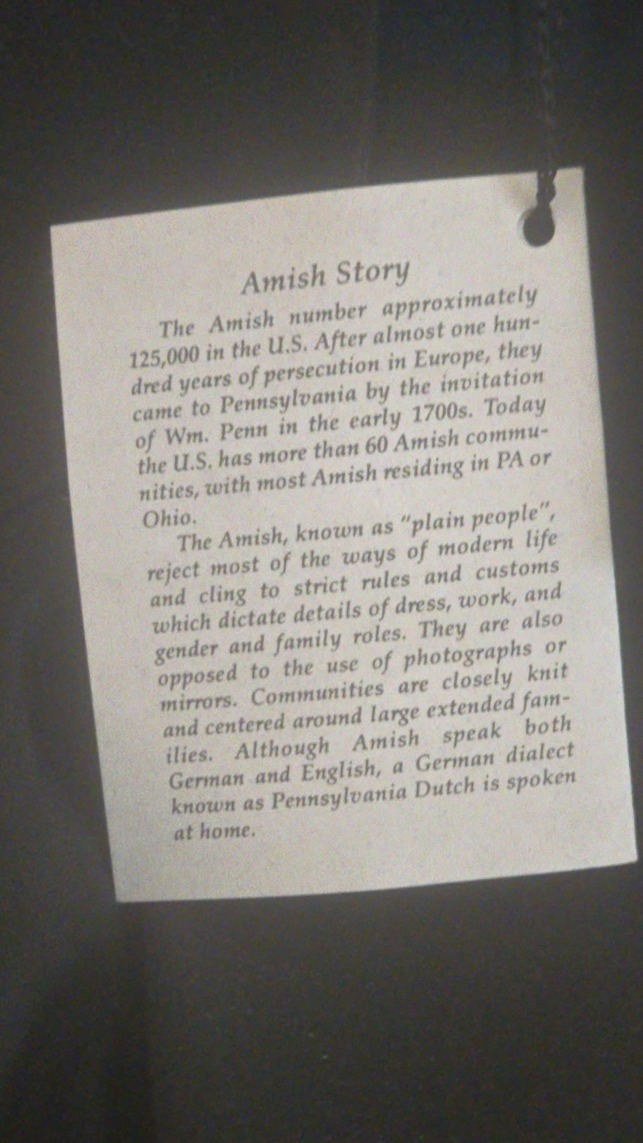 Amish Story
The Amish number approximately
125,000 in the U.S. After almost one hun-
dred years of persecution in Europe, they
came to Pennsylvania by the invitation
of Wm. Penn in the early 1700s. Today
the U.S. has more than 60 Amish commu-
nities, with most Amish residing in PA or
Ohio.
The Amish, known as "plain people",
reject most of the ways of modern life
and cling to strict rules and customs
which dictate details of dress, work, and
gender and family roles. They are also
opposed to the use of photographs or
mirrors. Communities are closely knit
and centered around large extended fam-
ilies. Although Amish speak both
German and English, a German dialect
known as Pennsylvania Dutch is spoken
at home.